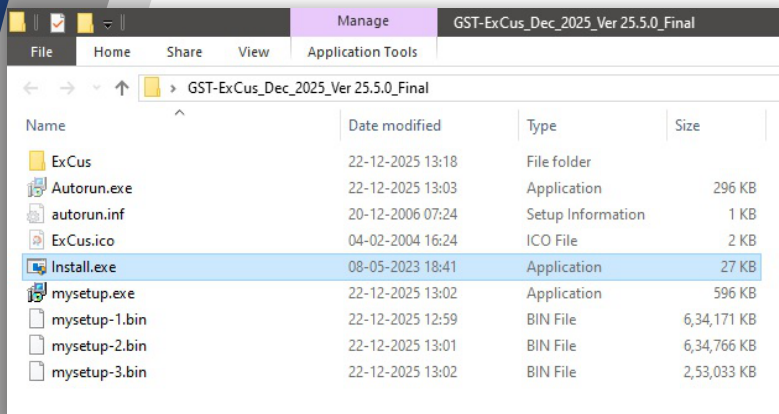 Manage GST-ExCus_Dec_2025_Ver 25.5.0_Final
File Home Share View Application Tools
GST-ExCus_Dec_2025_Ver 25.5.0_Final
Name Date modified Type Size
ExCus 22-12-2025 13:18 File folder
Autorun.exe 22-12-2025 13:03 Application 296 KB
autorun.inf 20-12-2006 07:24 Setup Information 1 KB
ExCus.ico 04-02-2004 16:24 ICO File 2 KB
Install.exe 08-05-2023 18:41 Application 27 KB
mysetup.exe 22-12-2025 13:02 Application 596 KB
mysetup-1.bin 22-12-2025 12:59 BIN File 6,34,171 KB
mysetup-2.bin 22-12-2025 13:01 BIN File 6,34,766 KB
mysetup-3.bin 22-12-2025 13:02 BIN File 2,53,033 KB